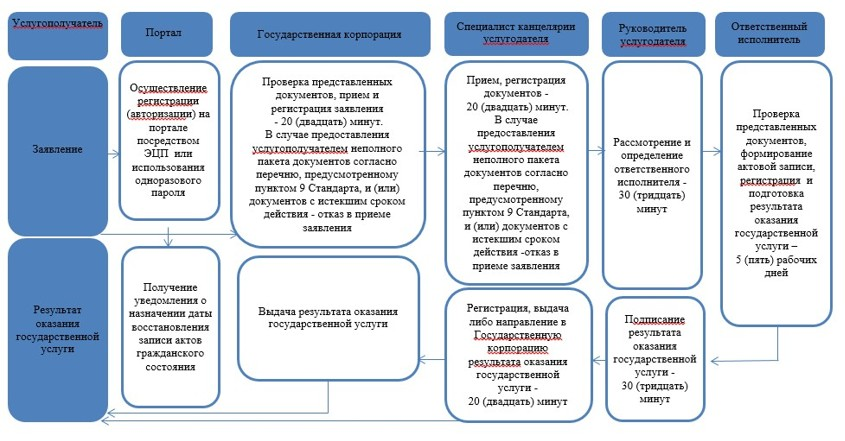 Услугополучатель
Портал
Государственная корпорация
Специалист канцелярии
услугодателя
Руководитель
услугодателя
Ответственный
исполнитель
Заявление
Осуществление
регистрации
(авторизации) на
портале
посредством
ЭЦП или
использования
одноразового
пароля
Проверка представленных
документов, прием и
регистрация заявления
- 20 (двадцать) минут.
В случае предоставления
услугополучателем неполного
пакета документов согласно
перечню, предусмотренному
пунктом 9 Стандарта, и (или)
документов с истекшим сроком
действия - отказ в приеме
заявления
Прием, регистрация
документов -
20 (двадцать) минут.
В случае
предоставления
услугополучателем
неполного пакета
документов согласно
перечню,
предусмотренному
пунктом 9 Стандарта,
и (или) документов с
истекшим сроком
действия -отказ в
приеме заявления
Рассмотрение и
определение
ответственного
исполнителя -
30 (тридцать)
минут
Проверка
представленных
документов,
формирование
актовой записи,
регистрация и
подготовка
результата
оказания
государственной
услуги –
5 (пять) рабочих
дней
Результат
оказания
государственной
услуги
Получение
уведомления о
назначении даты
восстановления
записи актов
гражданского
состояния
Выдача результата оказания
государственной услуги
Регистрация, выдача
либо направление в
Государственную
корпорацию
результата оказания
государственной
услуги -
20 (двадцать) минут
Подписание
результата
оказания
государственной
услуги -
30 (тридцать)
минут